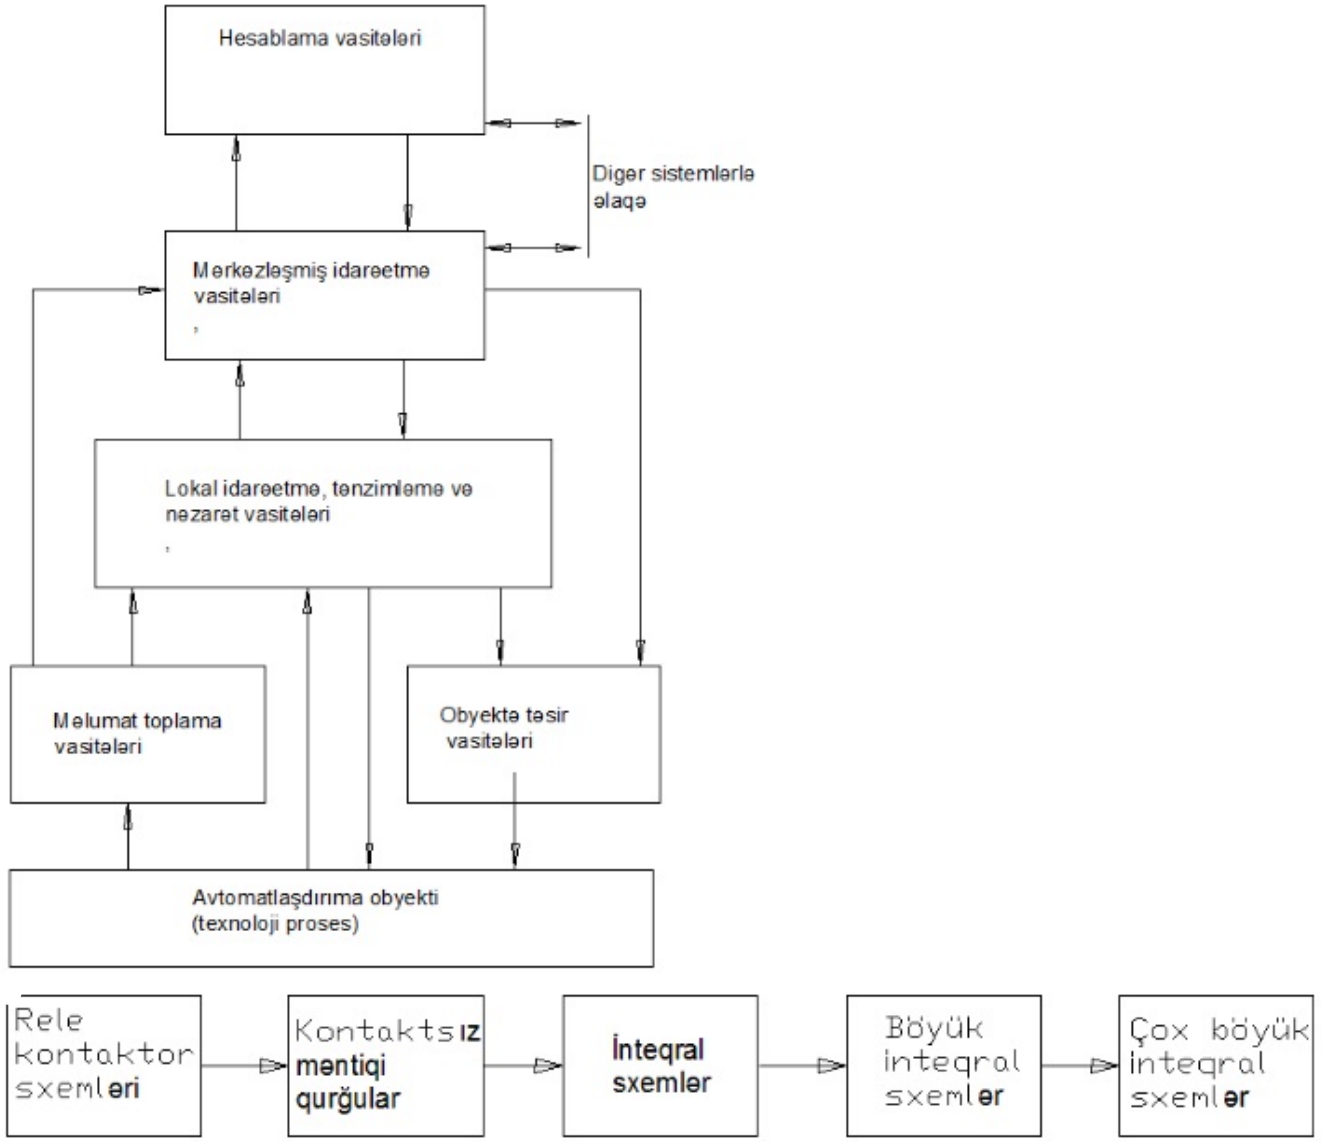 Hesablama vasitələri
Digər sistemlərlə
əlaqə
Mərkəzləşmiş idarəetmə
vasitələri
,
Lokal idarəetmə, tənzimləmə və
nəzarət vasitələri
,
Məlumat toplama
vasitələri
Obyektə təsir
vasitələri
Avtomatlaşdırıma obyekti
(texnoloji proses)
Rele
kontaktor
sxemləri
Kontaktsız
məntiqi
qurğular
İnteqral
sxemlər
Böyük
inteqral
sxemlər
Çox böyük
inteqral
sxemlər